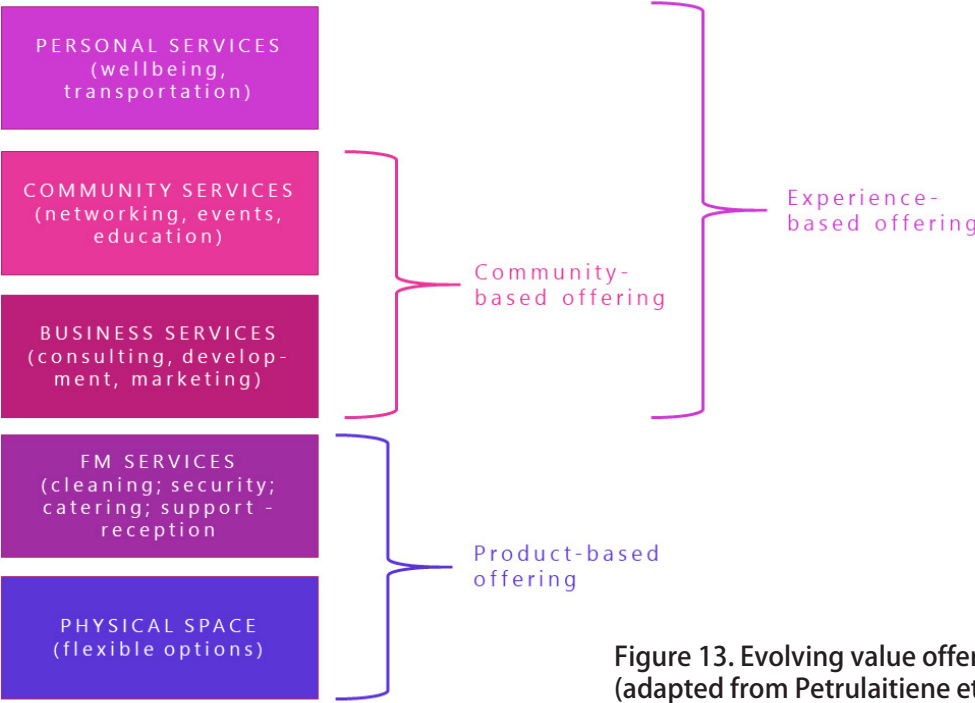 PERSONAL SERVICES
(wellbeing,
transportation)
COMMUNITY SERVICES
(networking, events,
education)
BUSINESS SERVICES
(consulting, develop-
ment, marketing)
FM SERVICES
(cleaning; security;
catering; support -
reception
PHYSICAL SPACE
(flexible options)
Community-
based offering
Experience-
based offering
Product-based
offering
Figure 13. Evolving value
(adapted from Petrulaitiene